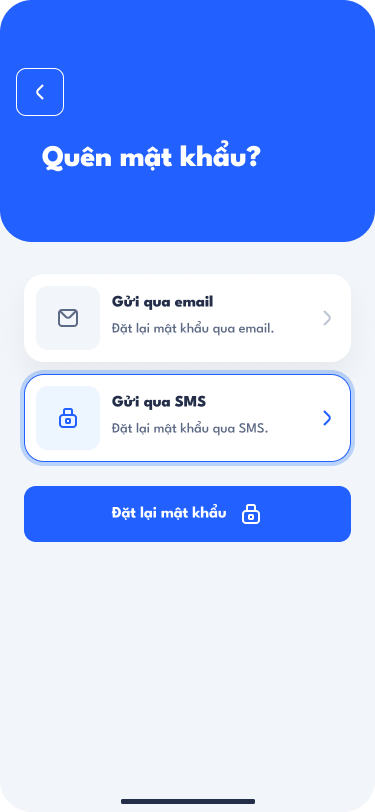 Quên mật khẩu?
Gửi qua email
Đặt lại mật khẩu qua email.
Gửi qua SMS
Đặt lại mật khẩu qua SMS.
Đặt lại mật khẩu